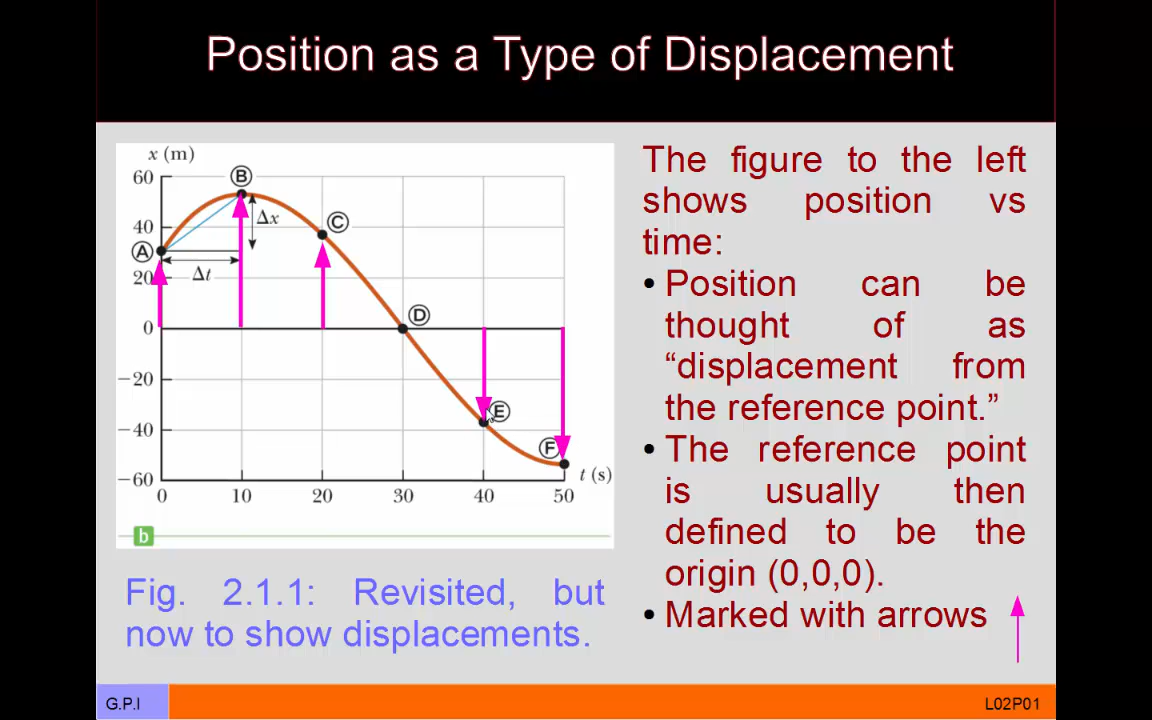 Position as a Type of Displacement
x (m)
60
40
20
0
−20
−40
−60
A
B
C
D
E
F
Δx
Δt
0 10 20 30 40 50
t (s)
b
Fig. 2.1.1: Revisited, but
now to show displacements.
The figure to the left
shows position vs
time:
• Position can be
thought of as
“displacement from
the reference point.”
• The reference point
is usually then
defined to be the
origin (0,0,0).
• Marked with arrows
G.P.I
L02P01